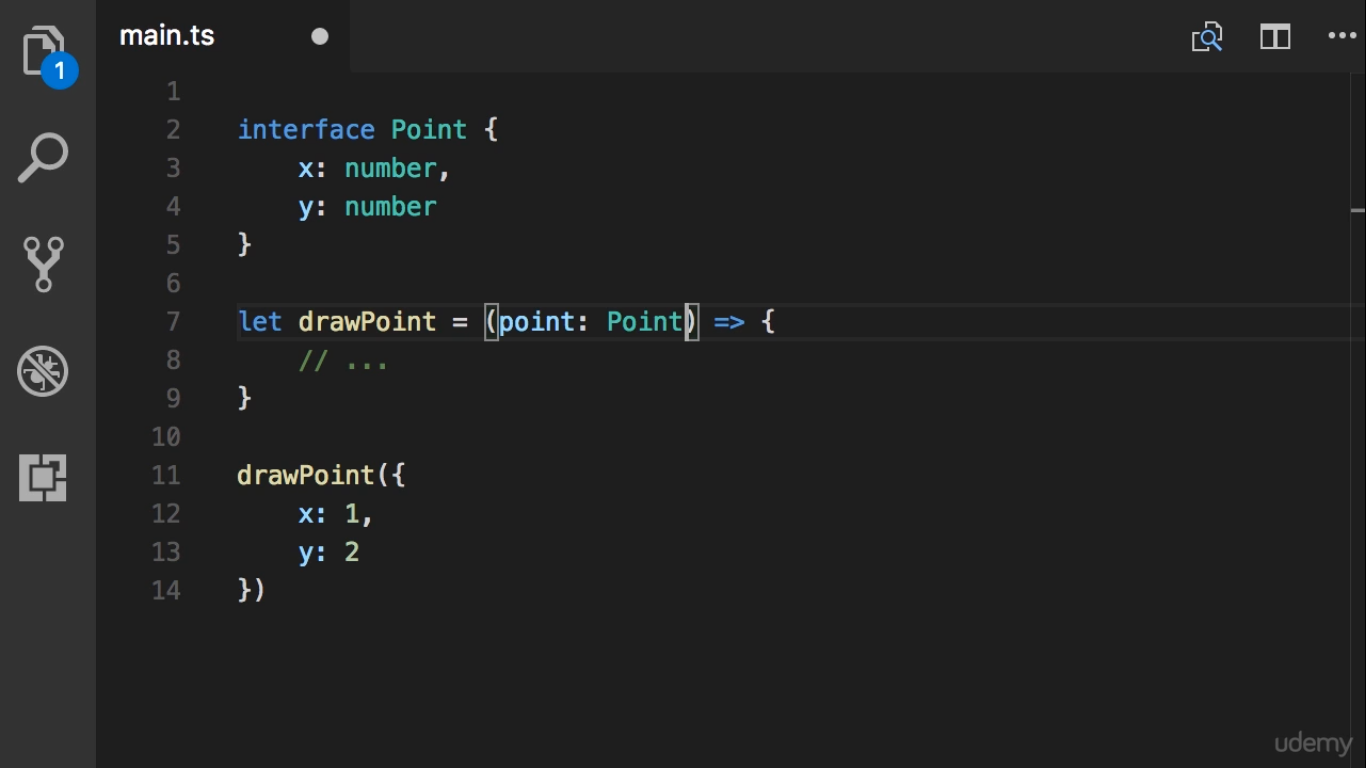 main.ts
1
1
2 interface Point {
3     x: number,
4     y: number
5 }
6
7 let drawPoint = (point: Point) => {
8     // ...
9 }
10
11 drawPoint({
12     x: 1,
13     y: 2
14 })
udemy